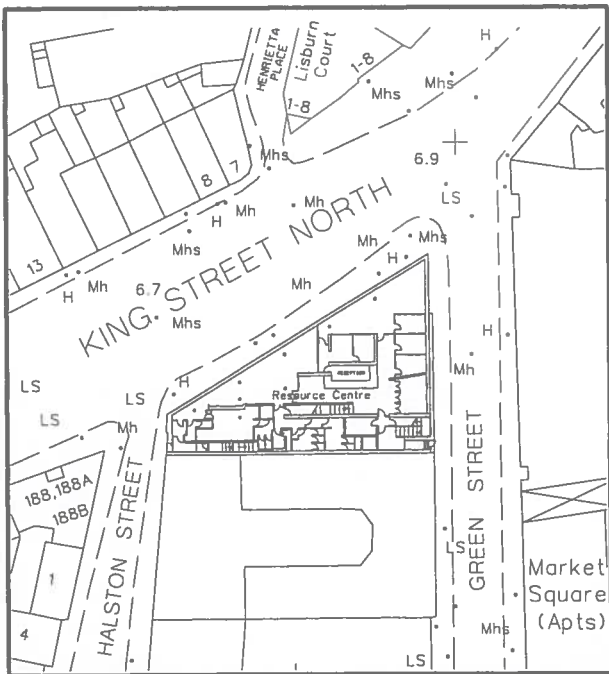 H
HENRIETTA
PLACE
Lisburn
Court
1-8
Mhs
Mhs
1-8
6.9
8
7
Mhs
LS
Mh
H
Mhs
Mh
Mhs
H
13
Mh
H
6.7
KING STREET NORTH
Mhs
H
Mh
RECEPTION
LS
LS
H
Resource Centre
LS
Mh
188,188A
188B
HALSTON STREET
1
4
GREEN STREET
LS
Market
Square
(Apts)
Mhs
LS